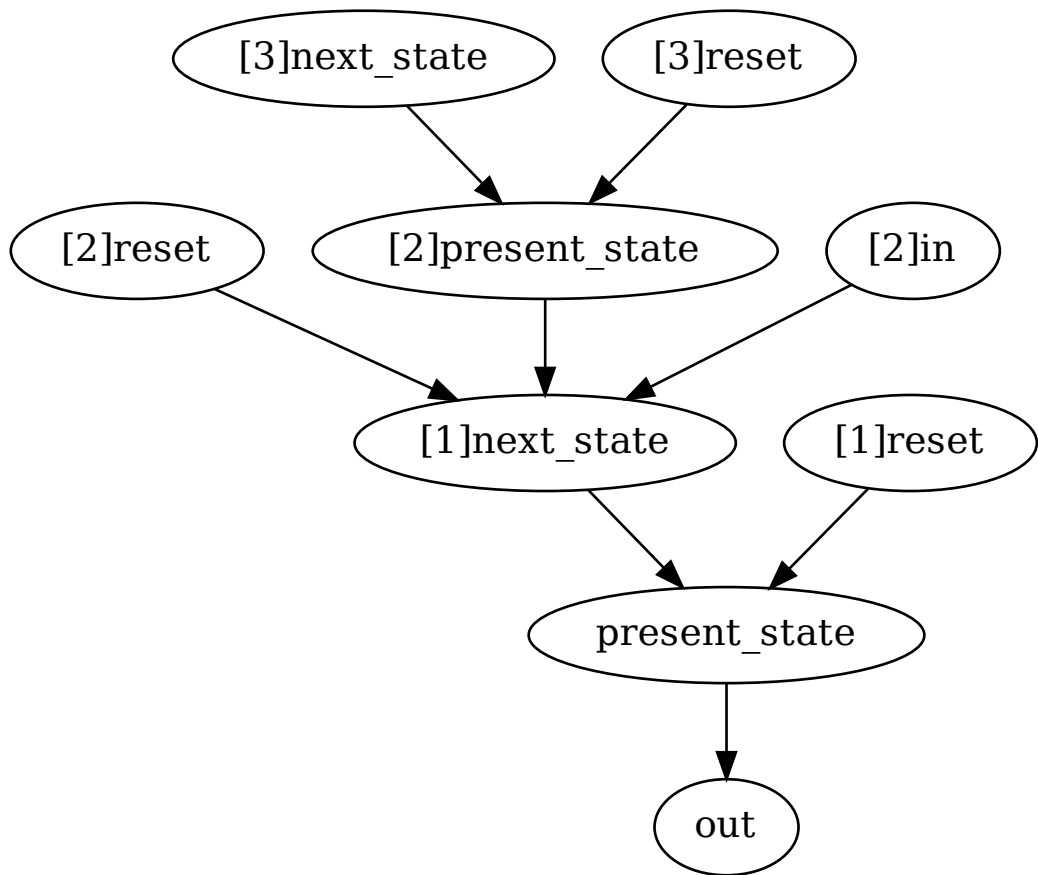 [3]next_state
[3]reset
[2]reset
[2]present_state
[2]in
[1]next_state
[1]reset
present_state
out